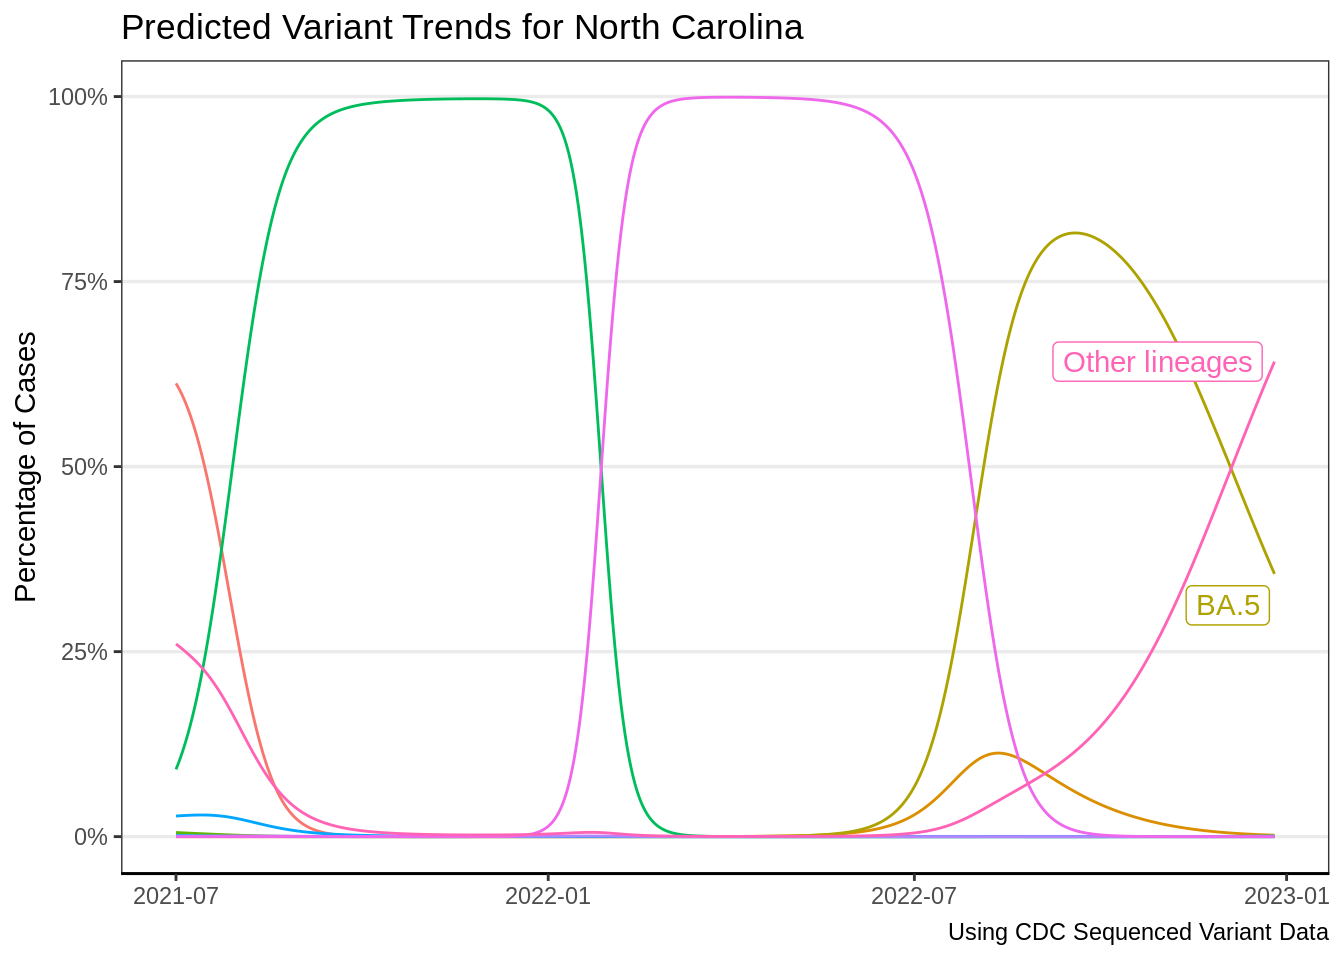 Predicted Variant Trends for North Carolina
Percentage of Cases
100%
75%
50%
25%
0%
Other lineages
BA.5
2021-07
2022-01
2022-07
2023-01
Using CDC Sequenced Variant Data